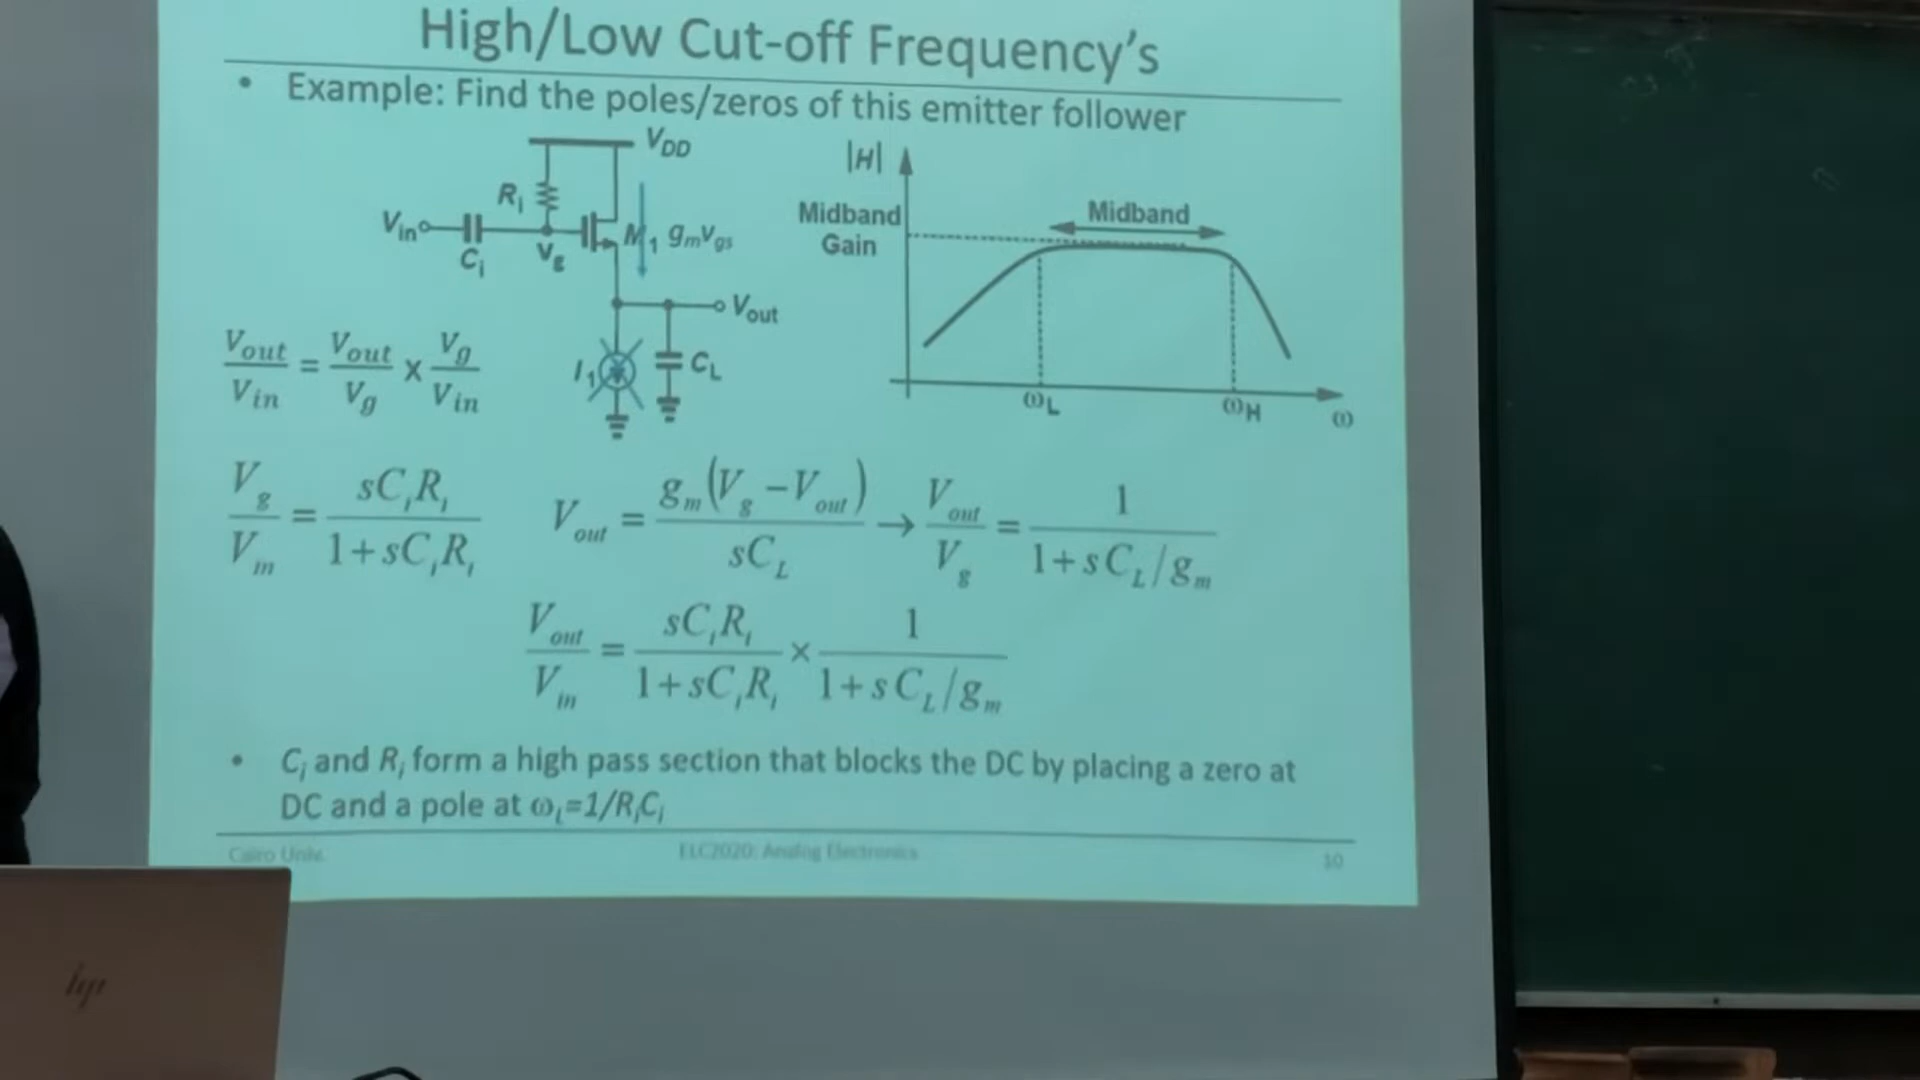 High/Low Cut-off Frequency's
• Example: Find the poles/zeros of this emitter follower
V_DD
R_i
V_in
C_i
V_g
M_1 g_m v_gs
V_out
I_1
C_L
|H|
Midband Gain
Midband
ω_L
ω_H
ω
V_out/V_in = V_out/V_g x V_g/V_in
V_g/V_in = sC_iR_i/(1+sC_iR_i)
V_out = g_m(V_g − V_out)/(sC_L) → V_out/V_g = 1/(1+sC_L/g_m)
V_out/V_in = sC_iR_i/(1+sC_iR_i) × 1/(1+sC_L/g_m)
• C_i and R_i form a high pass section that blocks the DC by placing a zero at
DC and a pole at ω_L=1/R_iC_i
Cairo Univ.
ELC2020: Analog Electronics
10
hp